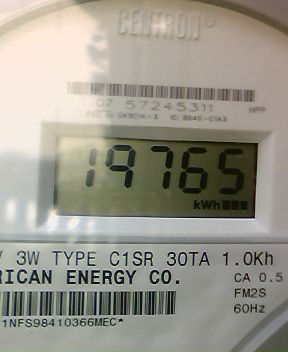 CENTRON®
07 57245311 HPP
19765
kWh
V 3W TYPE C1SR 30TA 1.0Kh
RICAN ENERGY CO.
CA 0.5
FM2S
1NFS98410366MEC*
60Hz